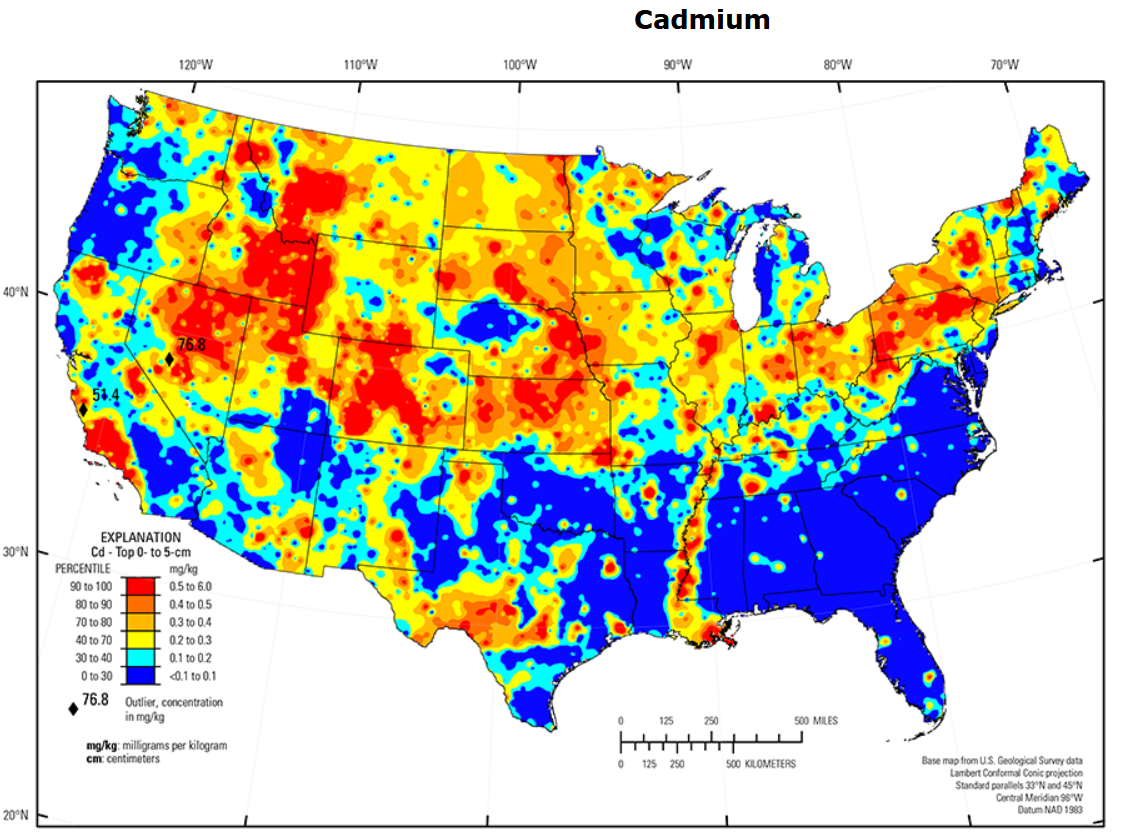 Cadmium
120°W 110°W 100°W 90°W 80°W 70°W
40°N
76.8
51.4
30°N
EXPLANATION
Cd - Top 0- to 5-cm
PERCENTILE mg/kg
90 to 100 0.5 to 6.0
80 to 90 0.4 to 0.5
70 to 80 0.3 to 0.4
40 to 70 0.2 to 0.3
30 to 40 0.1 to 0.2
0 to 30 <0.1 to 0.1
76.8 Outlier, concentration
in mg/kg
mg/kg: milligrams per kilogram
cm: centimeters
0 125 250 500 MILES
0 125 250 500 KILOMETERS
Base map from U.S. Geological Survey data
Lambert Conformal Conic projection
Standard parallels 33°N and 45°N
Central Meridian 96°W
Datum NAD 1983
20°N